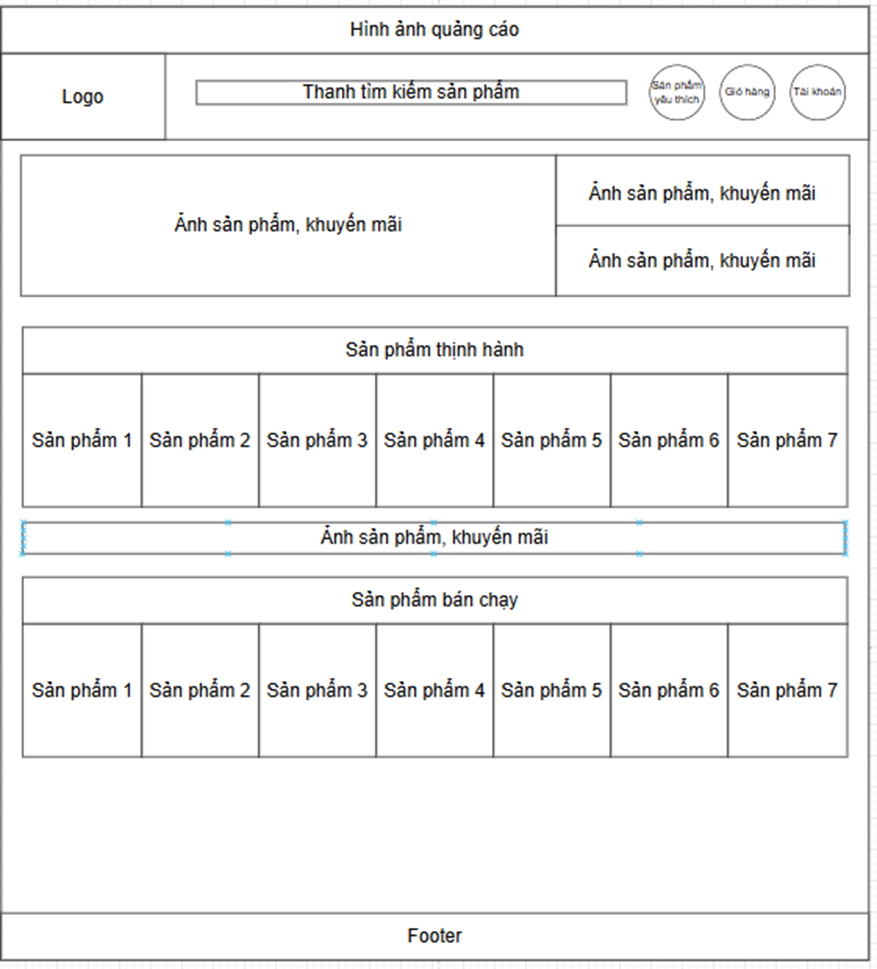 Hình ảnh quảng cáo
Logo
Thanh tìm kiếm sản phẩm
Sản phẩm
yêu thích
Giỏ hàng
Tài khoản
Ảnh sản phẩm, khuyến mãi
Ảnh sản phẩm, khuyến mãi
Ảnh sản phẩm, khuyến mãi
Sản phẩm thịnh hành
Sản phẩm 1 Sản phẩm 2 Sản phẩm 3 Sản phẩm 4 Sản phẩm 5 Sản phẩm 6 Sản phẩm 7
Ảnh sản phẩm, khuyến mãi
Sản phẩm bán chạy
Sản phẩm 1 Sản phẩm 2 Sản phẩm 3 Sản phẩm 4 Sản phẩm 5 Sản phẩm 6 Sản phẩm 7
Footer